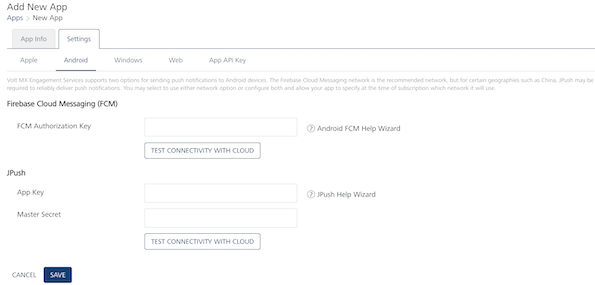 Add New App
Apps > New App
App Info Settings
Apple Android Windows Web App API Key
Volt MX Engagement Services supports two options for sending push notifications to Android devices. The Firebase Cloud Messaging network is the recommended network, but for certain geographies such as China, JPush may be
required to reliably deliver push notifications. You may select to use either network option or configure both and allow your app to specify at the time of subscription which network it will use.
Firebase Cloud Messaging (FCM)
FCM Authorization Key ? Android FCM Help Wizard
TEST CONNECTIVITY WITH CLOUD
JPush
App Key ? JPush Help Wizard
Master Secret
TEST CONNECTIVITY WITH CLOUD
CANCEL SAVE